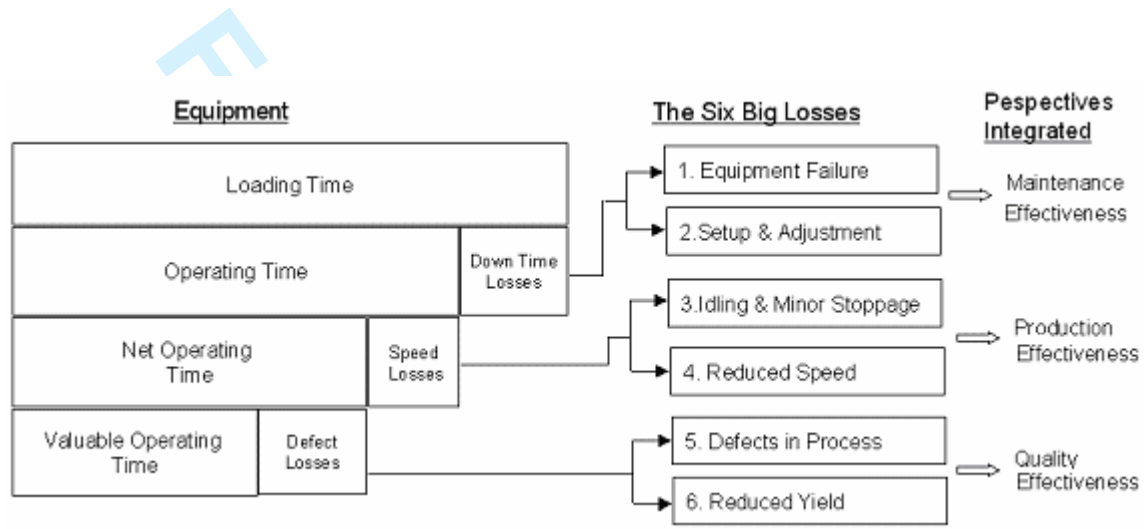 Equipment
The Six Big Losses
Pespectives
Integrated
Loading Time
1. Equipment Failure
Maintenance
Effectiveness
Operating Time
Down Time
Losses
2.Setup & Adjustment
Net Operating
Time
Speed
Losses
3.Idling & Minor Stoppage
Production
Effectiveness
4. Reduced Speed
Valuable Operating
Time
Defect
Losses
5. Defects in Process
Quality
Effectiveness
6. Reduced Yield